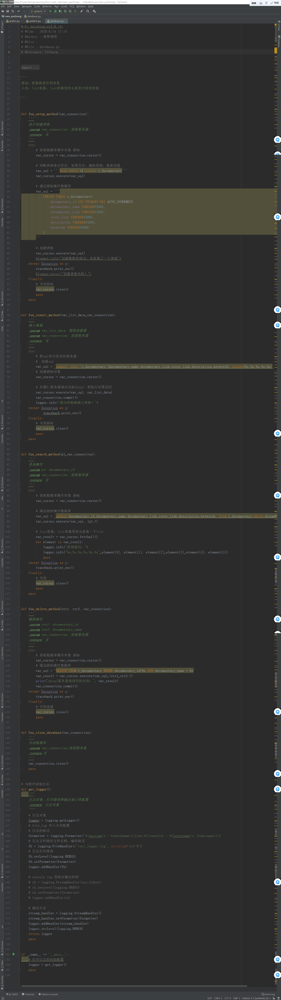 File Edit View Navigate Code Refactor Run Tools VCS Window Help
new_pachong database.py
spider2
编辑 完成
spider.py spider2.py database.py
#-*- encoding:utf-8 -*-
# @Time : 2020/8/14 17:14
# @Author : 唐林瑞泽
# @Site :
# @File : database.py
# @Software: PyCharm
import ...
''''
描述：把数据保存到表里
入参：list容器，list容器里的元素是字段里的值
'''
def fun_setup_method(var_connection):
'''
执行创建表格
:param var_connection: 连接服务器
:return: 无
'''
try:
# 获取数据库操作对象 游标
var_cursor = var_connection.cursor()
# 判断表格是否存在，如果存在，删除表格，重新创建
var_sql = '''drop table if exists t_documentary'''
var_cursor.execute(var_sql)
# 通过游标操作数据库
var_sql = '''
CREATE TABLE t_documentary(
documentary_id INT PRIMARY KEY AUTO_INCREMENT,
documentary_name VARCHAR(200),
documentary_Link VARCHAR(500),
cover_link VARCHAR(500),
description VARCHAR(500),
keywords VARCHAR(500)
)
'''
# 创建表格
var_cursor.execute(var_sql)
#logger.info("创建数据库成功，并新建了一个表格")
except Exception as e:
traceback.print_exc()
#logger.error("创建表格失败！")
finally:
# 关闭游标
var_cursor.close()
pass
pass
def fun_insert_method(var_list_data,var_connection):
'''
插入数据
:param var_list_data: 爬取的数据
:param var_connection: 连接服务器
:return: 无
'''
try:
# 把sql语句发送给服务器
# 创建sql
var_sql = "insert  into `t_documentary`(documentary_name,documentary_link,cover_link,description,keywords) values(%s,%s,%s,%s,%s)"
# 创建游标对象
var_cursor = var_connection.cursor()
# 步骤3:服务器端自动执行sql，把执行结果返回
var_cursor.execute(var_sql, var_list_data)
var_connection.commit()
logger.info("成功将数据插入表格！")
except Exception as e:
traceback.print_exc()
finally:
# 关闭游标
var_cursor.close()
pass
pass
def fun_search_method(p1,var_connection):
'''
查询操作
:param p1: documentary_id
:param var_connection: 连接服务器
:return: 无
'''
try:
# 获取数据库操作对象 游标
var_cursor = var_connection.cursor()
# 通过游标操作数据库
var_sql = "select documentary_id,documentary_name,documentary_link,cover_link,description,keywords  from t_documentary where docume
var_cursor.execute(var_sql, (p1,))
# list容器，list容器里的元素是一个list
var_result = var_cursor.fetchall()
for element in var_result:
logger.info("查询成功：")
logger.info("%s,%s,%s,%s,%s,%s",element[0], element[1], element[2],element[3],element[4], element[5])
pass
except Exception as e:
traceback.print_exc()
finally:
# 关闭
var_cursor.close()
pass
pass
def fun_delete_method(str1, str2, var_connection):
'''
删除操作
:param str1: documentary_id
:param str2: documentary_name
:param var_connection: 连接服务器
:return: 无
'''
try:
# 获取数据库操作对象 游标
var_cursor = var_connection.cursor()
# 通过游标操作数据库
var_sql = "DELETE FROM t_documentary WHERE documentary_id=%s AND documentary_name = %s"
var_result = var_cursor.execute(var_sql,(str1,str2,))
print('mysql服务器端返回的内容：', var_result)
var_connection.commit()
except Exception as e:
traceback.print_exc()
finally:
# 关闭连接
var_cursor.close()
pass
def fun_close_database(var_connection):
'''
关闭数据库
:param var_connection:连接服务器
:return:无
'''
var_connection.close()
pass
# 为程序添加日志
def get_logger():
"""
日志对象、打印级别和输出端口等配置
:return: 日志对象
"""
# 日志对象
logger = logging.getLogger()
# file_log 写入文件配置
# 日志的格式
formatter = logging.Formatter('%(asctime)s - %(pathname)s[line:%(lineno)d] - %(levelname)s: %(message)s')
# 日志文件路径文件名称，编码格式
fh = logging.FileHandler(r'test_logger.log', encoding='utf-8')
# 日志打印级别
fh.setLevel(logging.DEBUG)
fh.setFormatter(formatter)
logger.addHandler(fh)
# console log 控制台输出控制
# ch = logging.StreamHandler(sys.stdout)
# ch.setLevel(logging.DEBUG)
# ch.setFormatter(formatter)
# logger.addHandler(ch)
# 输出日志
stream_handler = logging.StreamHandler()
stream_handler.setFormatter(formatter)
logger.addHandler(stream_handler)
logger.setLevel(logging.DEBUG)
return logger
pass
if __name__ == '__main__':
# 打印日志的初始配置
logger = get_logger()
pass
6: TODO Terminal Python Console Event Log
6:21 CRLF UTF-8 Tab* Python 3.7 (untitled) (2)